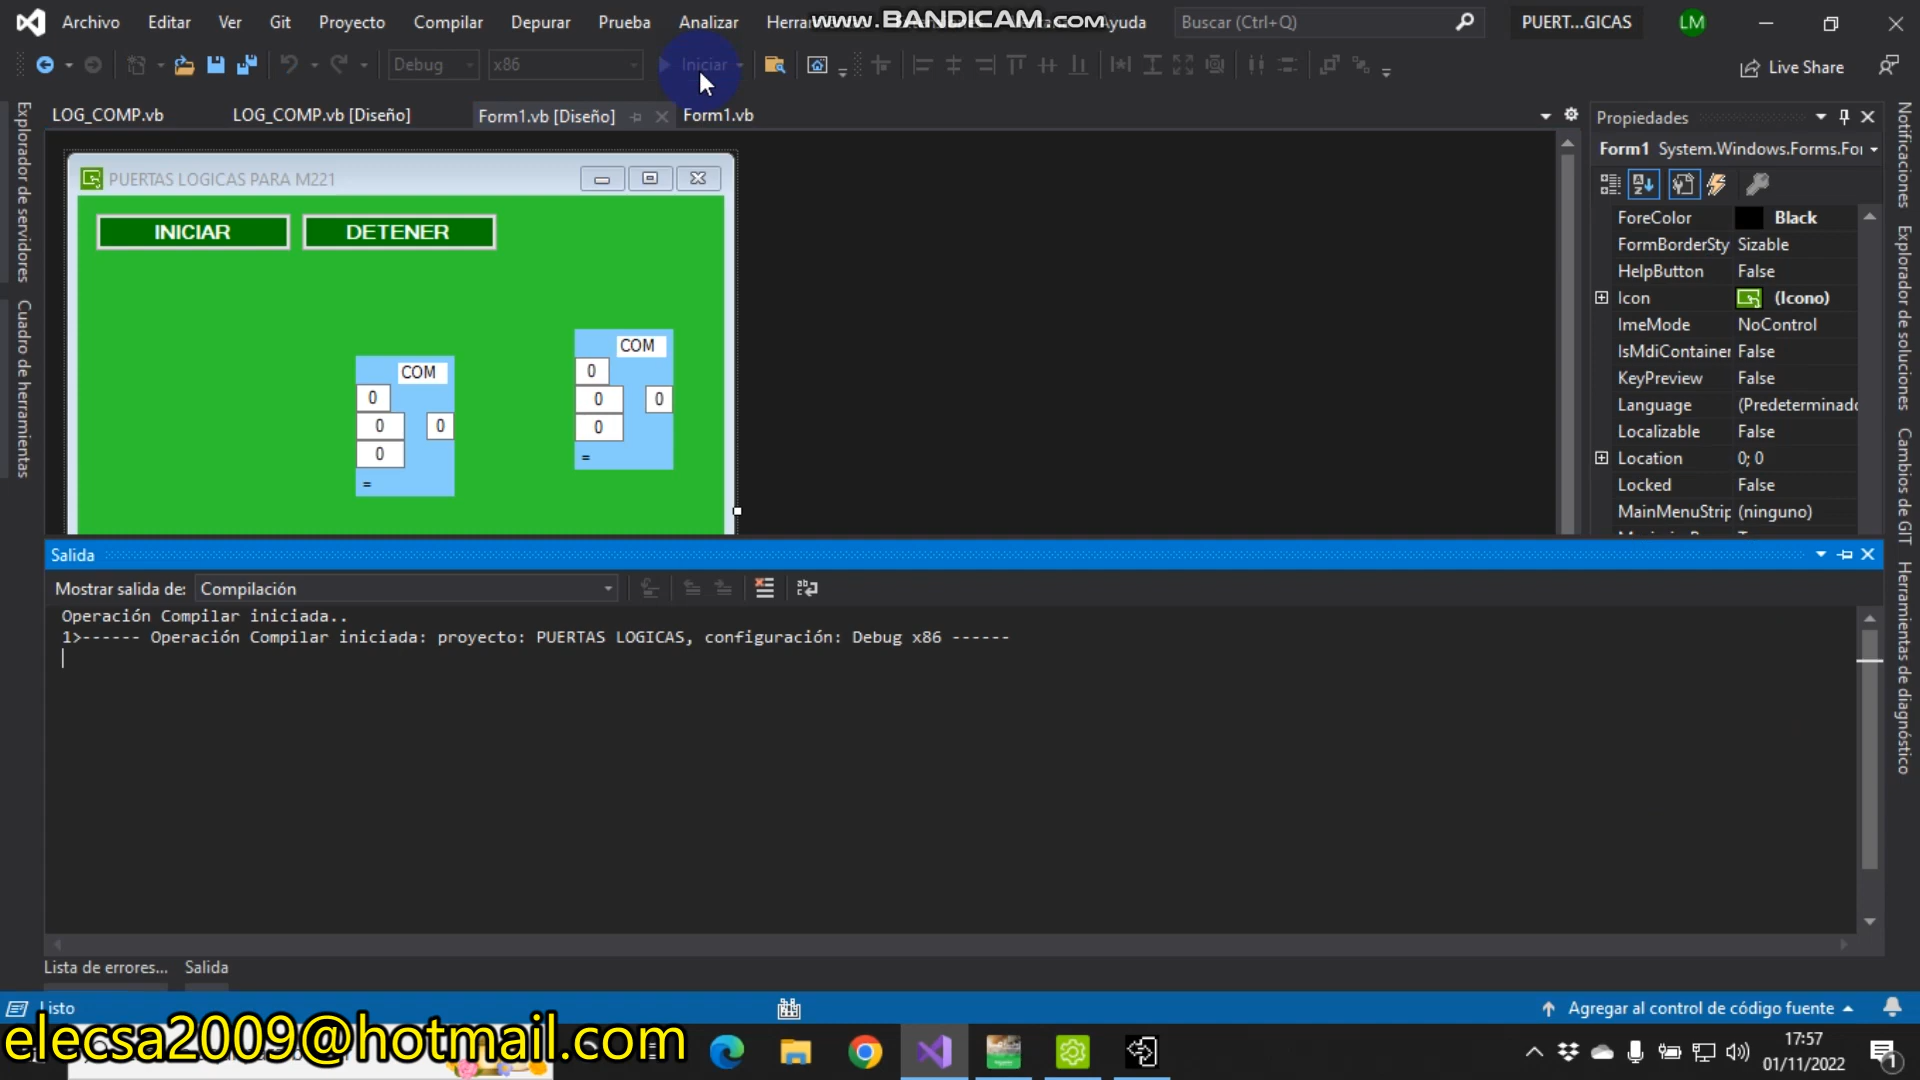 Archivo Editar Ver Git Proyecto Compilar Depurar Prueba Analizar Herra www.BANDICAM.com yuda Buscar (Ctrl+Q) PUERT...GICAS LM
Debug x86 Iniciar Live Share
LOG_COMP.vb LOG_COMP.vb [Diseño] Form1.vb [Diseño] Form1.vb
Explorador de servidores
Cuadro de herramientas
PUERTAS LOGICAS PARA M221
INICIAR DETENER
COM
0
0 0
0
=
COM
0
0 0
0
=
Propiedades
Form1 System.Windows.Forms.For
ForeColor Black
FormBorderSty Sizable
HelpButton False
Icon (Icono)
ImeMode NoControl
IsMdiContainer False
KeyPreview False
Language (Predeterminado
Localizable False
Location 0; 0
Locked False
MainMenuStrip (ninguno)
Notificaciones
Explorador de soluciones
Cambios de GIT
Herramientas de diagnóstico
Salida
Mostrar salida de: Compilación
Operación Compilar iniciada..
1>------ Operación Compilar iniciada: proyecto: PUERTAS LOGICAS, configuración: Debug x86 ------
Lista de errores... Salida
Listo Agregar al control de código fuente
elecsa2009@hotmail.com
17:57
01/11/2022
1